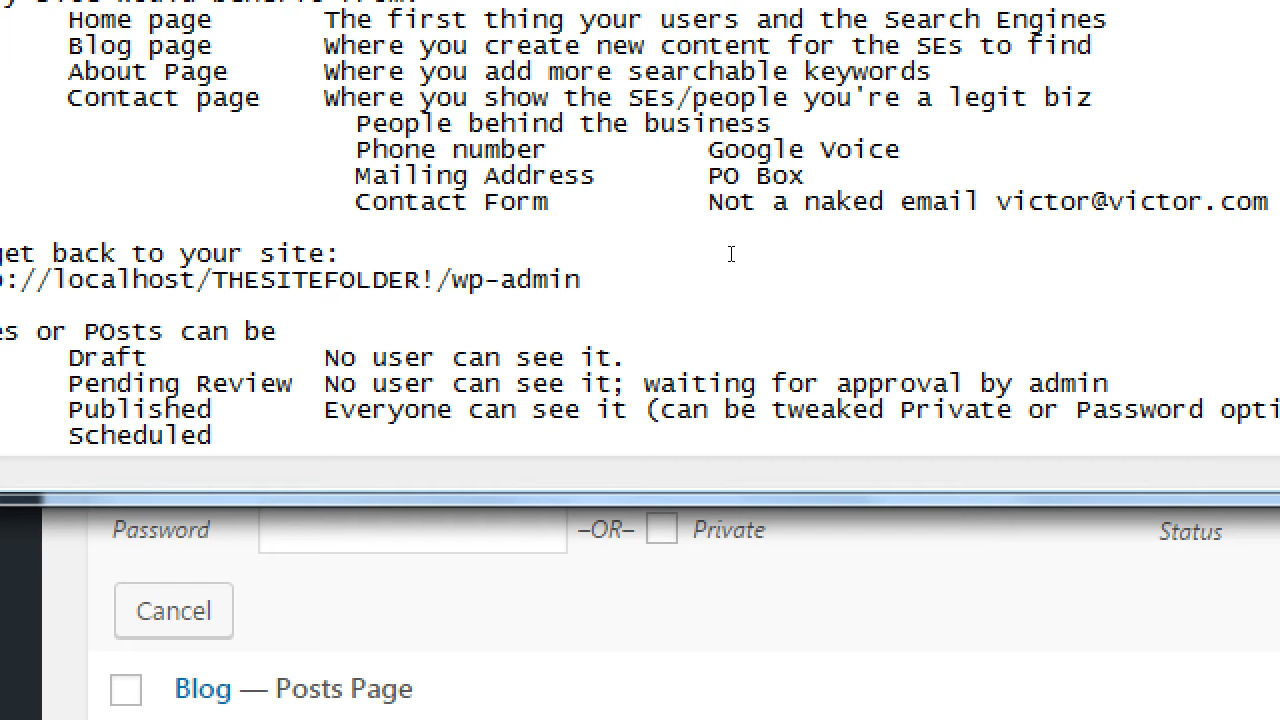 Home page The first thing your users and the Search Engines
Blog page Where you create new content for the SEs to find
About Page Where you add more searchable keywords
Contact page Where you show the SEs/people you're a legit biz
People behind the business
Phone number Google Voice
Mailing Address PO Box
Contact Form Not a naked email victor@victor.com
get back to your site:
://localhost/THESITEFOLDER!/wp-admin
es or POsts can be
Draft No user can see it.
Pending Review No user can see it; waiting for approval by admin
Published Everyone can see it (can be tweaked Private or Password opti
Scheduled
Password –OR– Private Status
Cancel
Blog — Posts Page